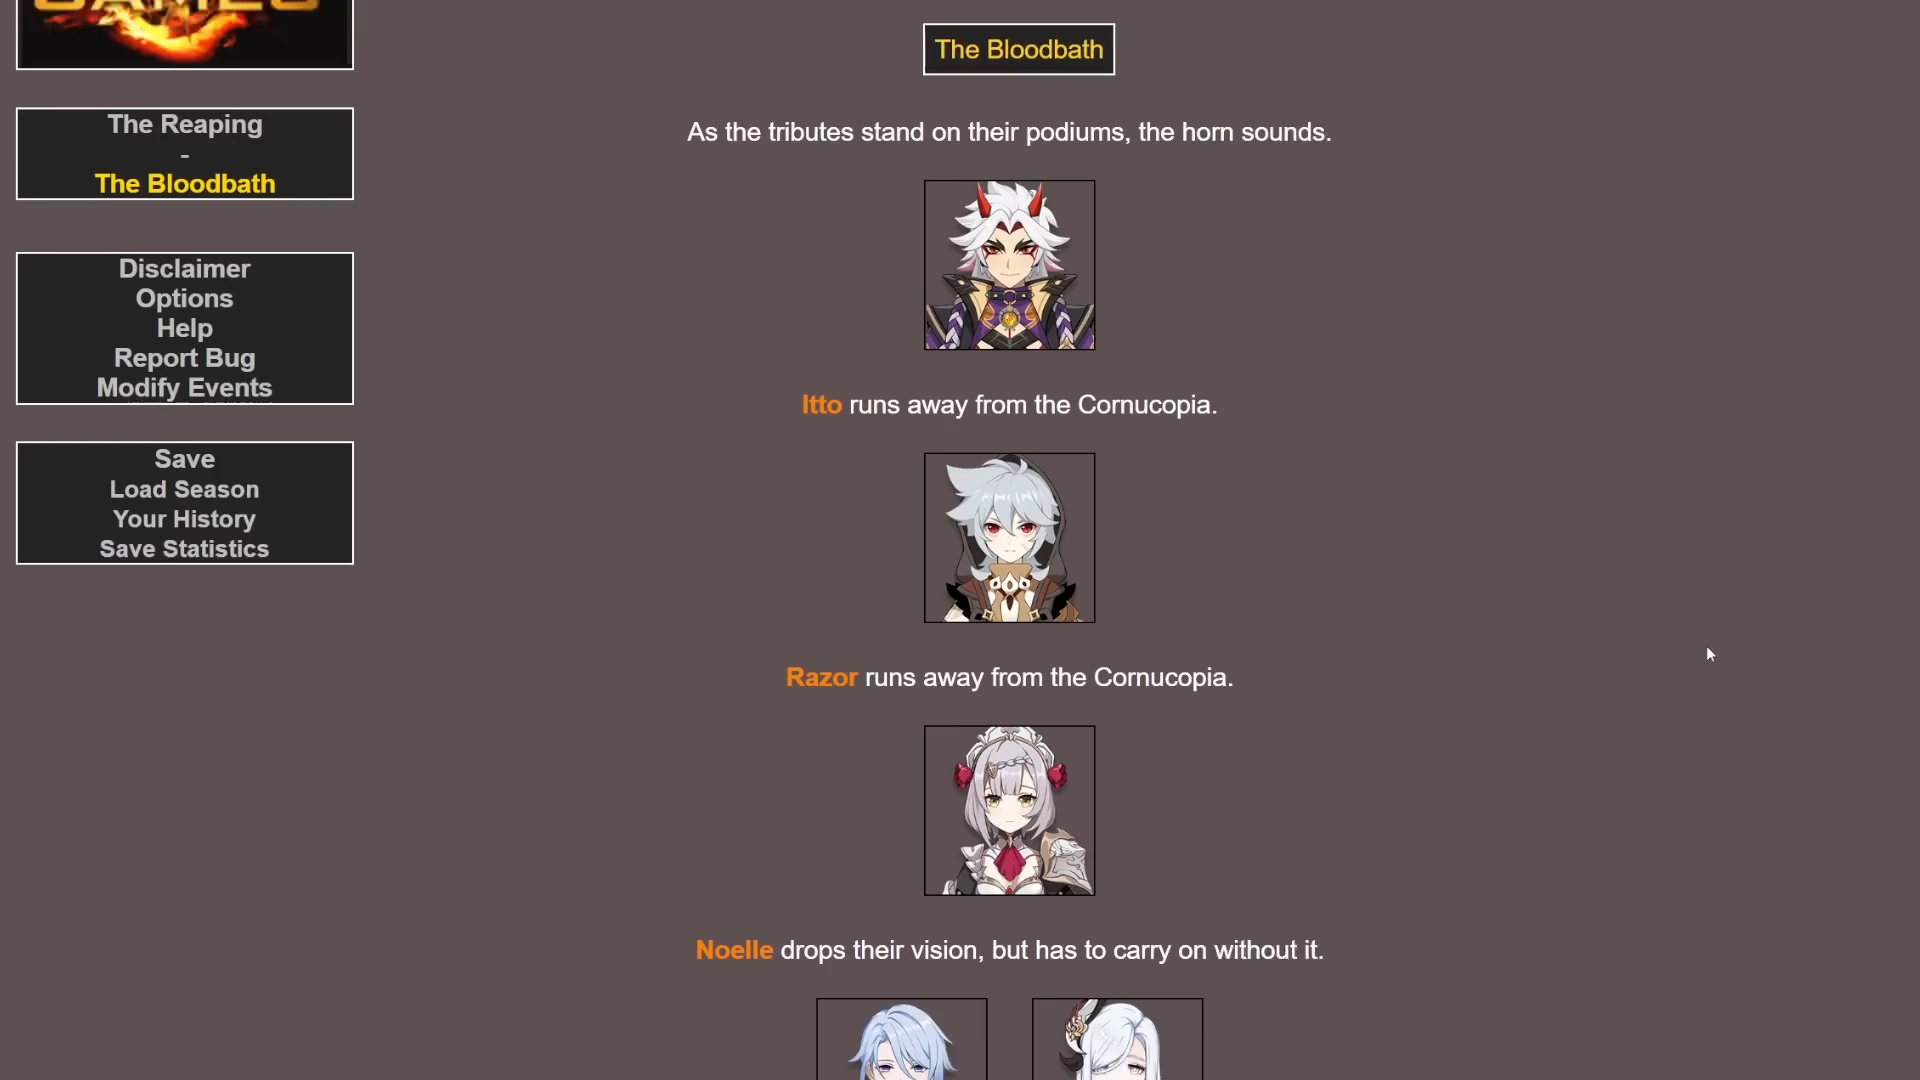 GAMES
The Reaping
-
The Bloodbath
Disclaimer
Options
Help
Report Bug
Modify Events
Save
Load Season
Your History
Save Statistics
The Bloodbath
As the tributes stand on their podiums, the horn sounds.
Itto runs away from the Cornucopia.
Razor runs away from the Cornucopia.
Noelle drops their vision, but has to carry on without it.